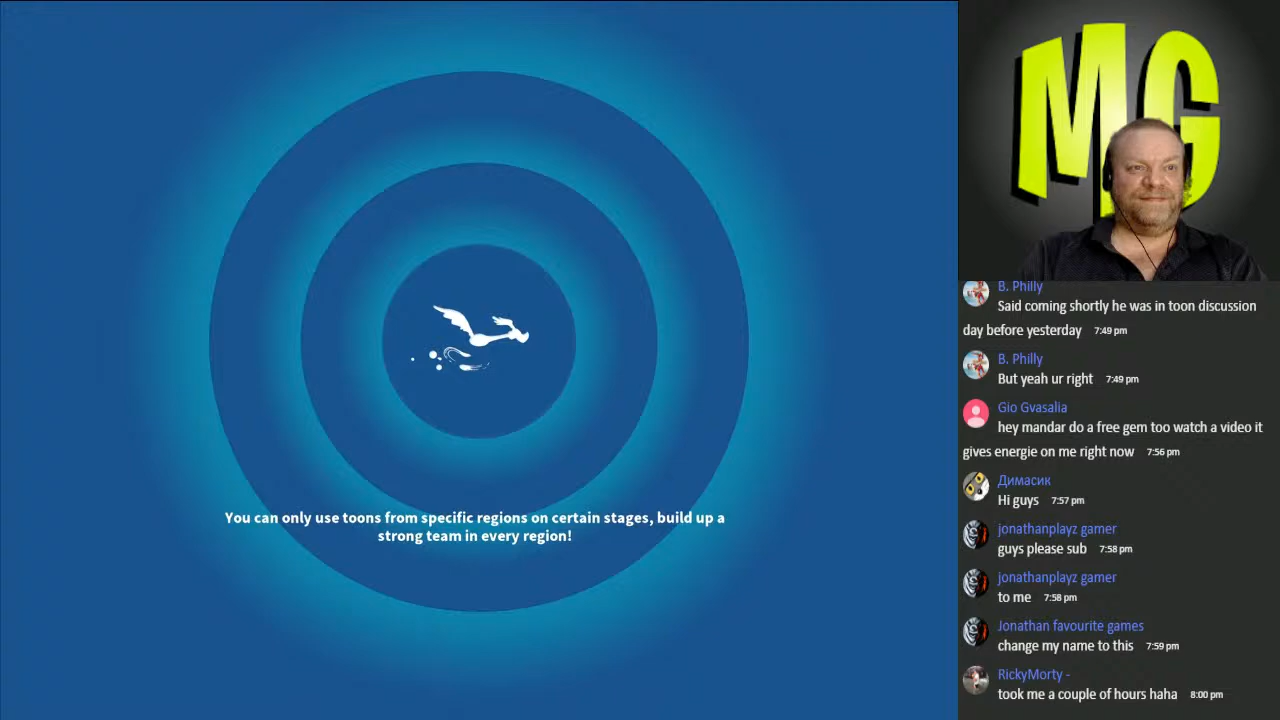 MG
You can only use toons from specific regions on certain stages, build up a
strong team in every region!
B. Philly
Said coming shortly he was in toon discussion
day before yesterday 7:49 pm
B. Philly
But yeah ur right 7:49 pm
Gio Gvasalia
hey mandar do a free gem too watch a video it
gives energie on me right now 7:56 pm
Димасик
Hi guys 7:57 pm
jonathanplayz gamer
guys please sub 7:58 pm
jonathanplayz gamer
to me 7:58 pm
Jonathan favourite games
change my name to this 7:59 pm
RickyMorty -
took me a couple of hours haha 8:00 pm